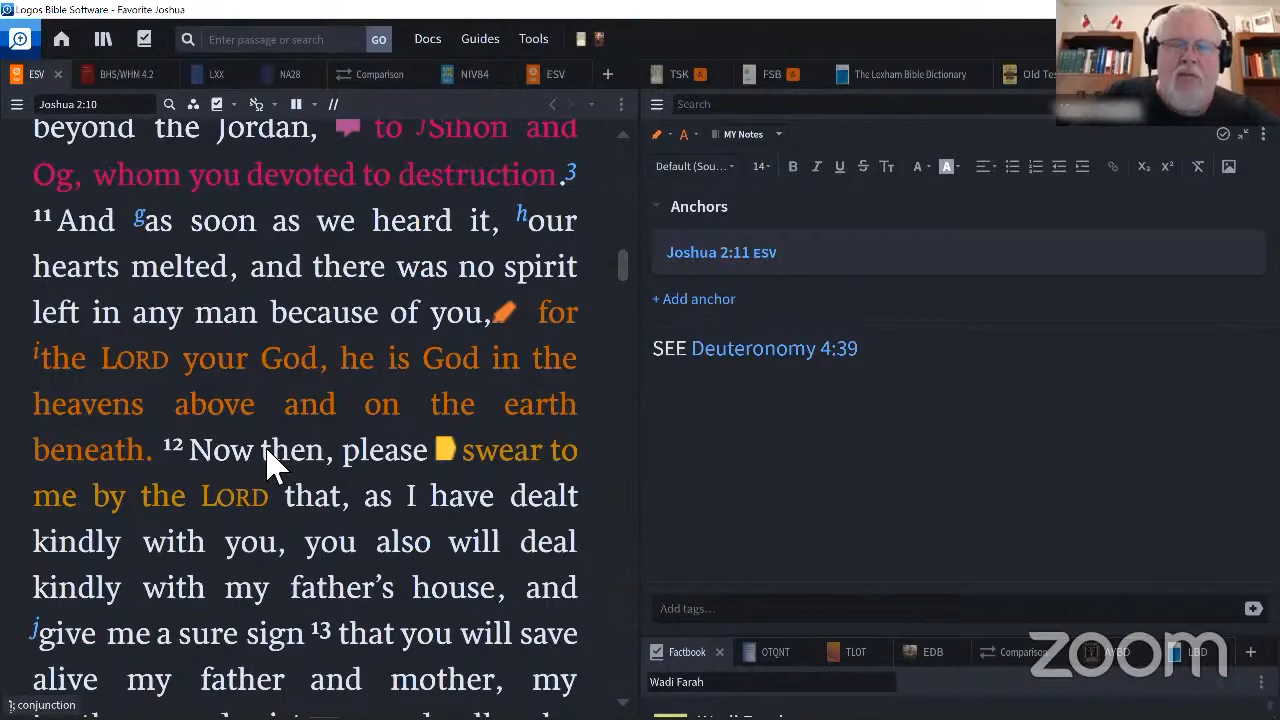 Logos Bible Software - Favorite Joshua
Enter passage or search
GO
Docs
Guides
Tools
ESV
BHS/WHM 4.2
LXX
NA28
Comparison
NIV84
ESV
TSK
A
FSB
A
The Lexham Bible Dictionary
Old Tes
Joshua 2:10
beyond the Jordan, to JSihon and
Og, whom you devoted to destruction.3
11 And gas soon as we heard it, hour
hearts melted, and there was no spirit
left in any man because of you, for
ithe LORD your God, he is God in the
heavens above and on the earth
beneath. 12 Now then, please swear to
me by the LORD that, as I have dealt
kindly with you, you also will deal
kindly with my father’s house, and
jgive me a sure sign 13 that you will save
alive my father and mother, my
conjunction
Search
MY Notes
Default (Sou...
14
B I U S TT
A
A
X2 X2
Anchors
Joshua 2:11 ESV
+ Add anchor
SEE Deuteronomy 4:39
Add tags...
Factbook
OTQNT
TLOT
EDB
Comparison
AYBD
LBD
Wadi Farah
zoom